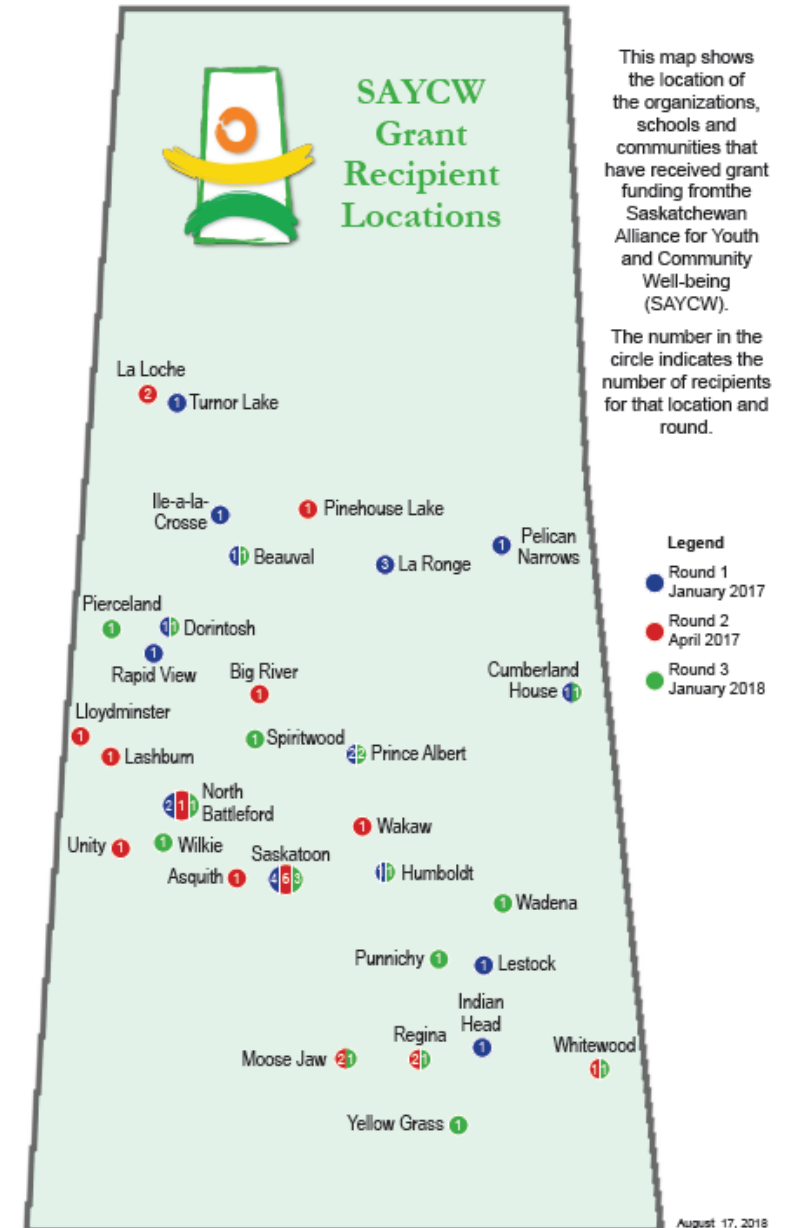 SAYCW
Grant
Recipient
Locations
This map shows
the location of
the organizations,
schools and
communities that
have received grant
funding fromthe
Saskatchewan
Alliance for Youth
and Community
Well-being
(SAYCW).
The number in the
circle indicates the
number of recipients
for that location and
round.
Legend
Round 1
January 2017
Round 2
April 2017
Round 3
January 2018
La Loche
2
1 Turnor Lake
Ile-a-la-
Crosse 1
1 Pinehouse Lake
1 1 Beauval
3 La Ronge
1 Pelican
Narrows
Pierceland
1
1 1 Dorintosh
1
Rapid View
Big River
1
Cumberland
House 1 1
Lloydminster
1
1 Lashburn
1 Spiritwood
2 2 Prince Albert
2 1 1 North
Battleford
1 Wakaw
Unity 1
1 Wilkie
Saskatoon
4 6 3
Asquith 1
1 1 Humboldt
1 Wadena
Punnichy 1
1 Lestock
Indian
Head
1
Regina
2 1
Moose Jaw 2 1
Whitewood
1 1
Yellow Grass 1
August 17, 2018